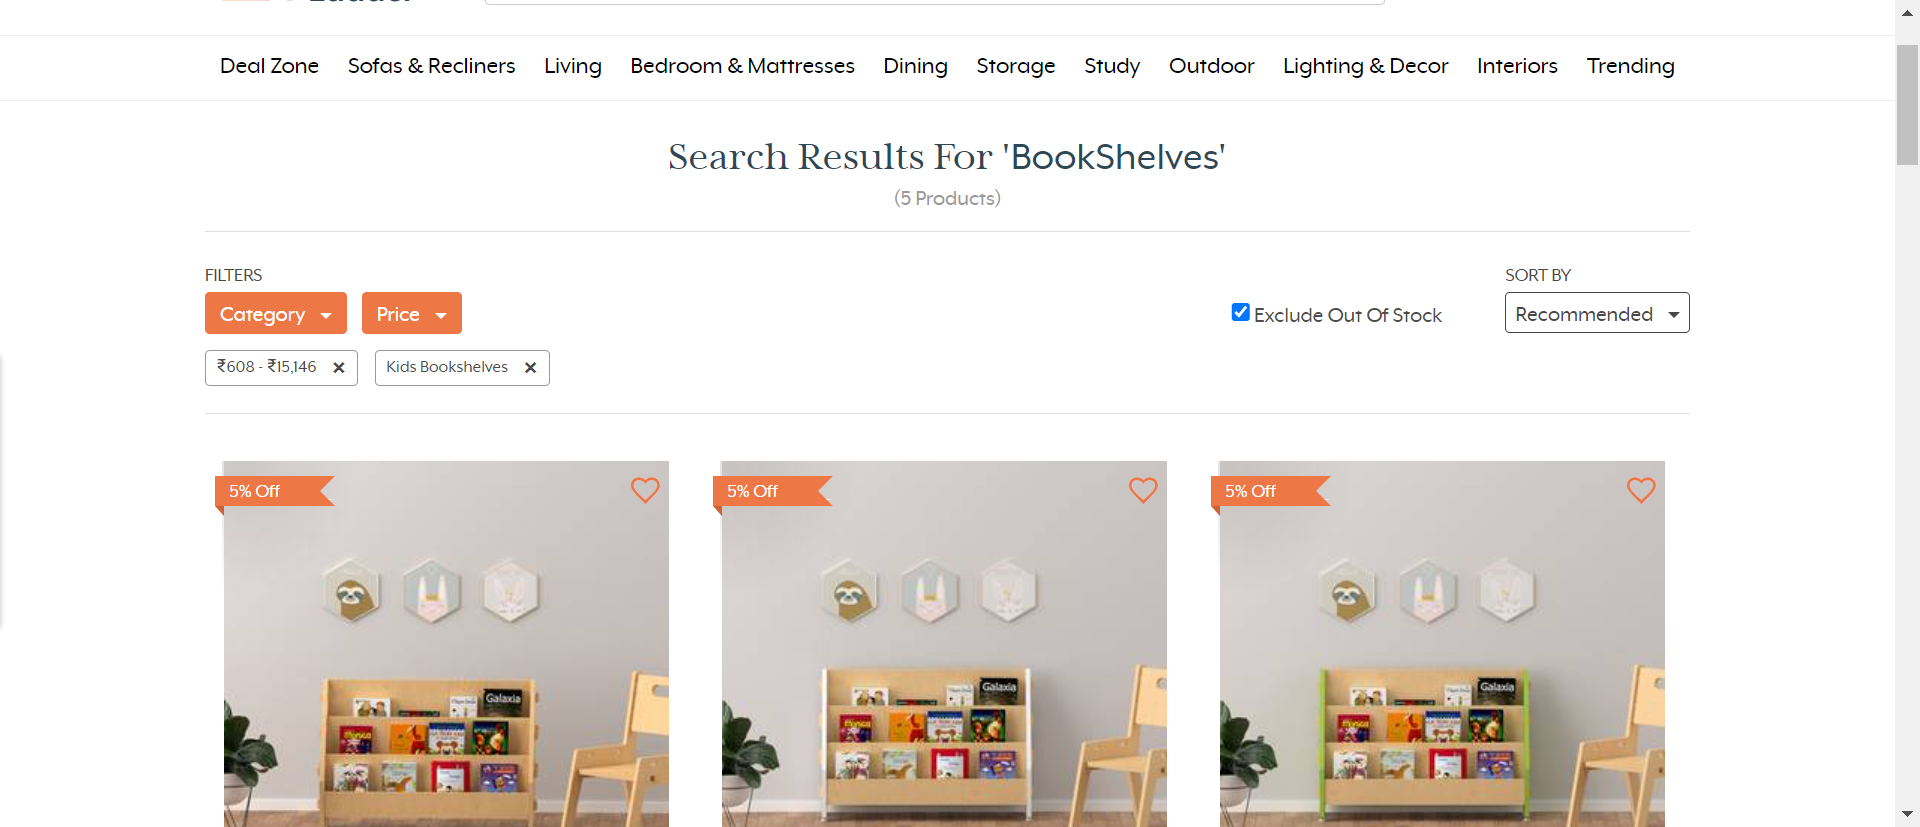 Deal Zone Sofas & Recliners Living Bedroom & Mattresses Dining Storage Study Outdoor Lighting & Decor Interiors Trending
Search Results For 'BookShelves'
(5 Products)
FILTERS
SORT BY
Category Price
Exclude Out Of Stock
Recommended
₹608 - ₹15,146 ✕ Kids Bookshelves ✕
5% Off
5% Off
5% Off
Galaxia
Galaxia
Galaxia